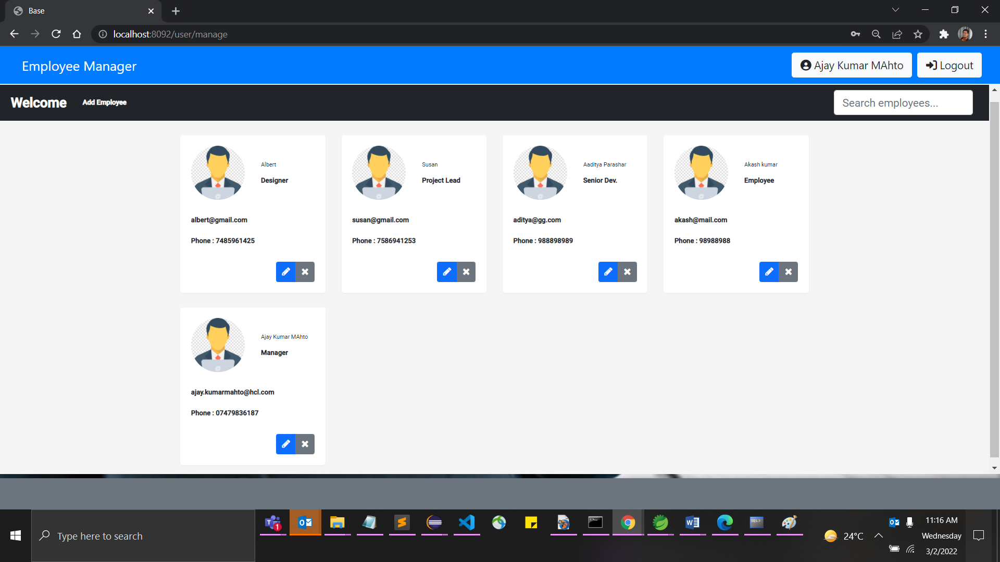 Base
localhost:8092/user/manage
Employee Manager
Ajay Kumar MAhto
Logout
Welcome
Add Employee
Search employees...
Albert
Designer
albert@gmail.com
Phone : 7485961425
Susan
Project Lead
susan@gmail.com
Phone : 7586941253
Aaditya Parashar
Senior Dev.
aditya@gg.com
Phone : 988898989
Akash kumar
Employee
akash@mail.com
Phone : 98988988
Ajay Kumar MAhto
Manager
ajay.kumarmahto@hcl.com
Phone : 07479836187
Type here to search
1
SQL>
24°C
11:16 AM
Wednesday
3/2/2022